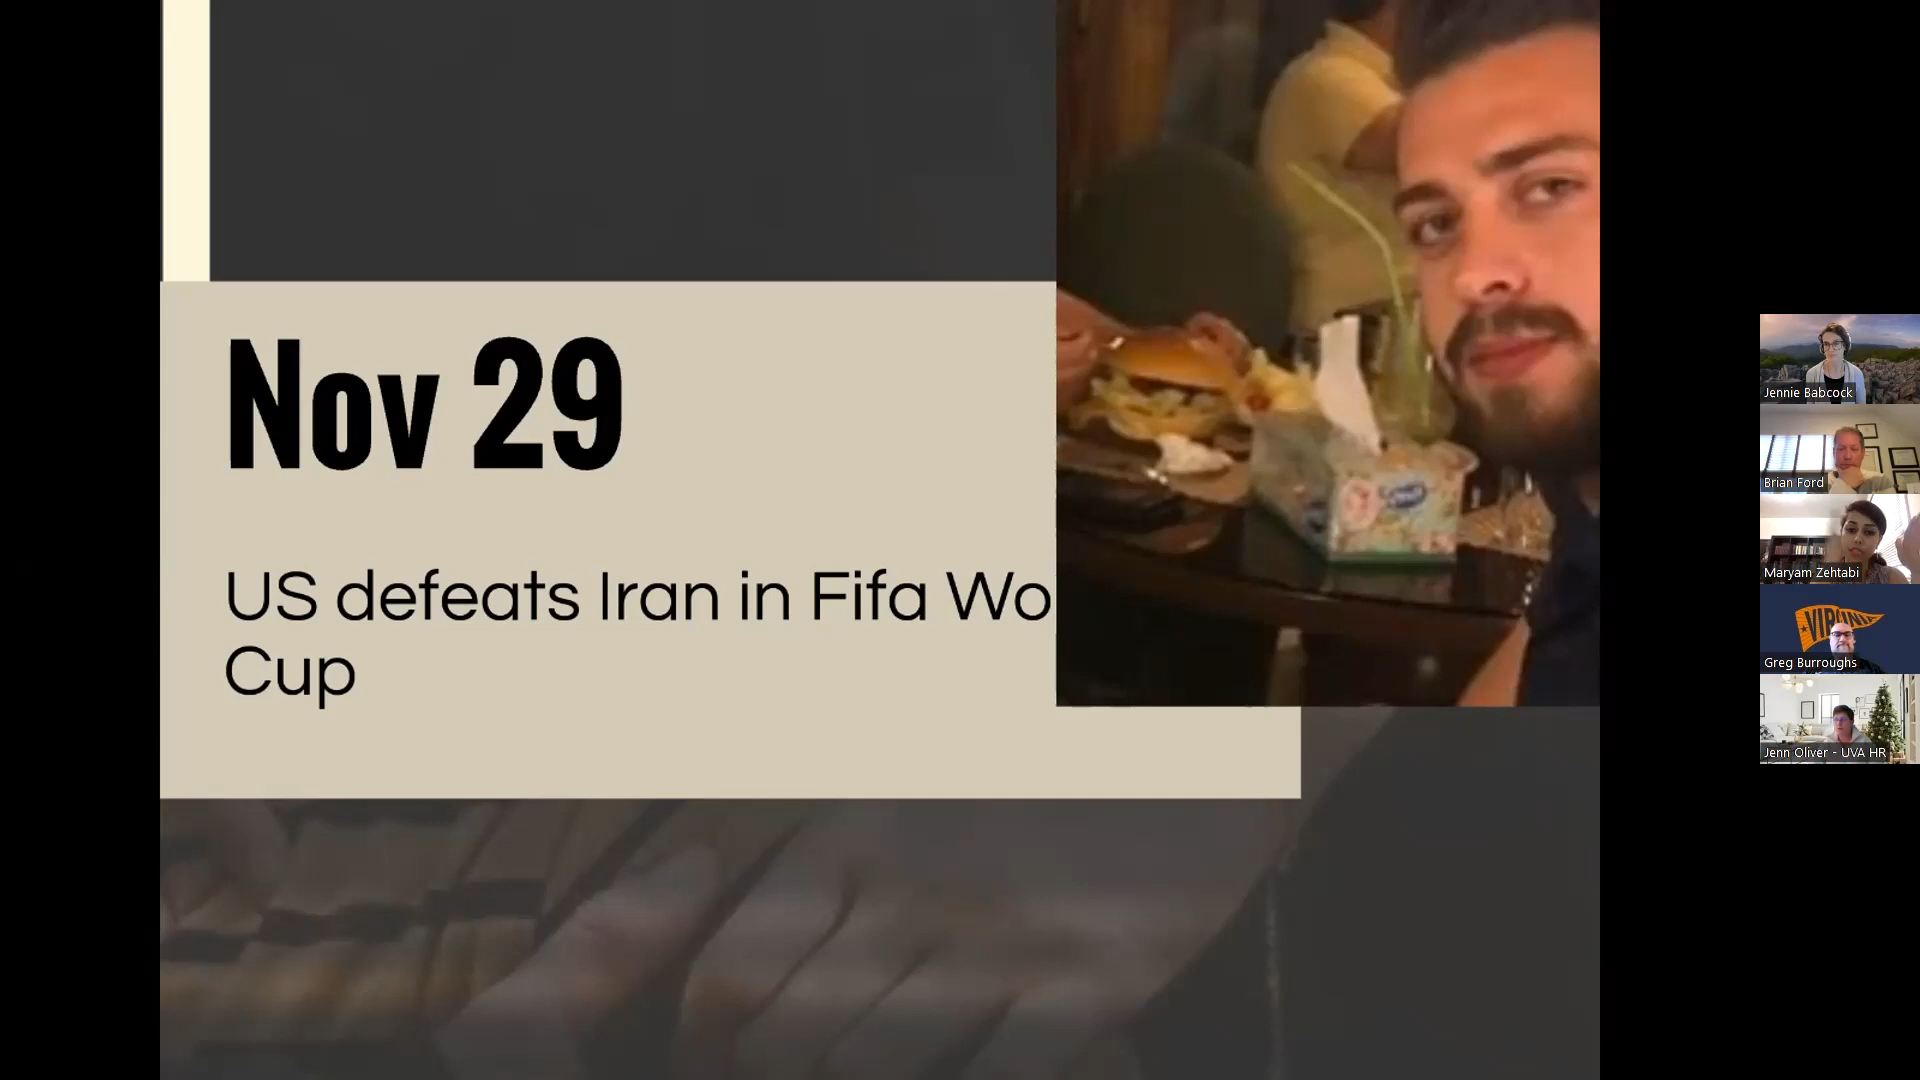 Nov 29
US defeats Iran in Fifa Wo
Cup
Jennie Babcock
Brian Ford
Maryam Zehtabi
VIRGINIA
Greg Burroughs
Jenn Oliver - UVA HR